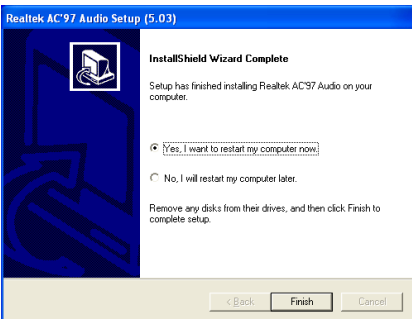 Realtek AC'97 Audio Setup (5.03)
InstallShield Wizard Complete
Setup has finished installing Realtek AC'97 Audio on your
computer.
Yes, I want to restart my computer now.
No, I will restart my computer later.
Remove any disks from their drives, and then click Finish to
complete setup.
< Back Finish Cancel